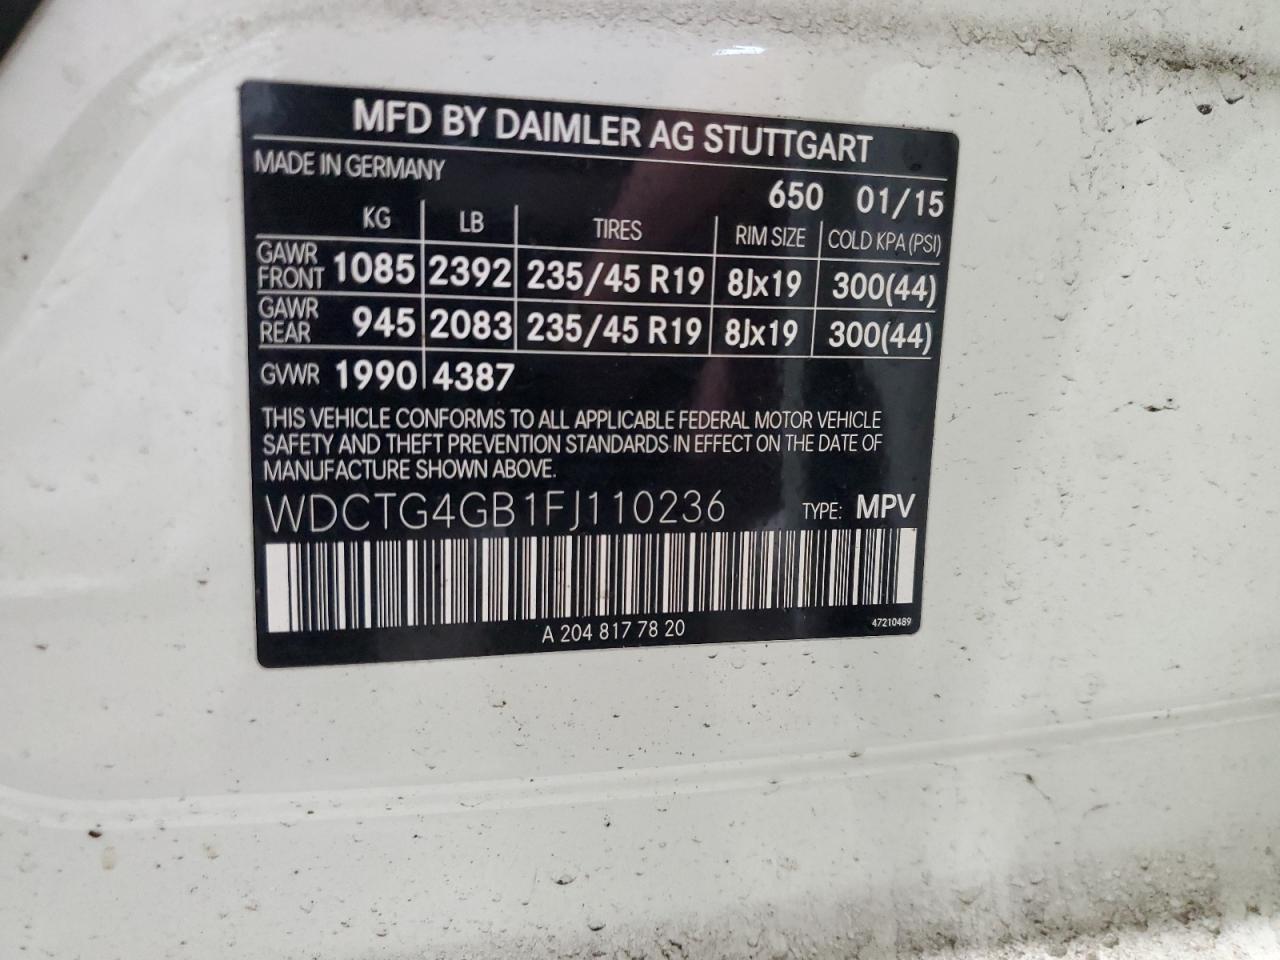 MFD BY DAIMLER AG STUTTGART
MADE IN GERMANY
650 01/15
KG LB TIRES RIM SIZE COLD KPA (PSI)
GAWR FRONT 1085 2392 235/45 R19 8Jx19 300(44)
GAWR REAR 945 2083 235/45 R19 8Jx19 300(44)
GVWR 1990 4387
THIS VEHICLE CONFORMS TO ALL APPLICABLE FEDERAL MOTOR VEHICLE
SAFETY AND THEFT PREVENTION STANDARDS IN EFFECT ON THE DATE OF
MANUFACTURE SHOWN ABOVE.
WDCTG4GB1FJ110236 TYPE: MPV
A 204 817 78 20
47210489